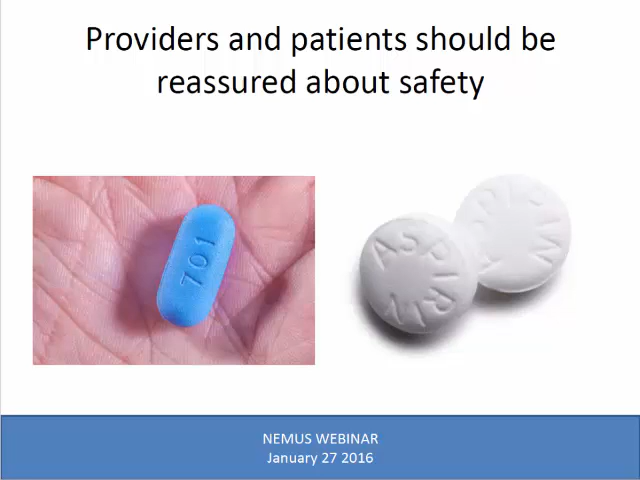 Providers and patients should be
reassured about safety
701
ASPIRIN
NEMUS WEBINAR
January 27 2016